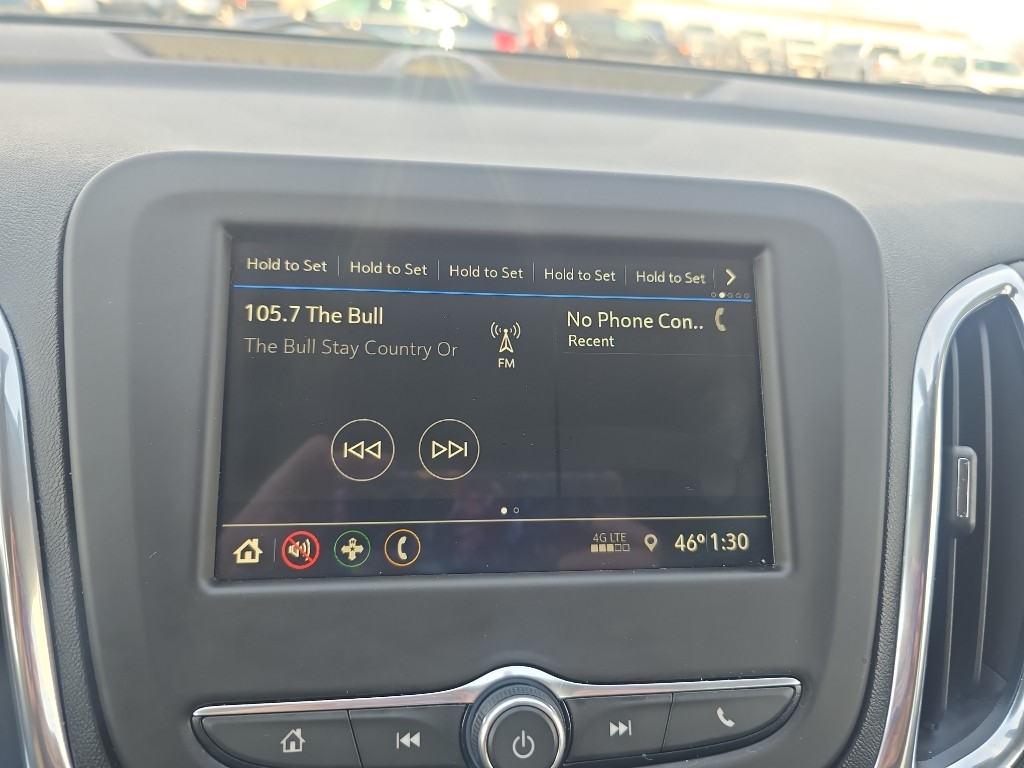 Hold to Set Hold to Set Hold to Set Hold to Set Hold to Set
105.7 The Bull
The Bull Stay Country Or
FM
No Phone Con..
Recent
4G LTE
46° 1:30